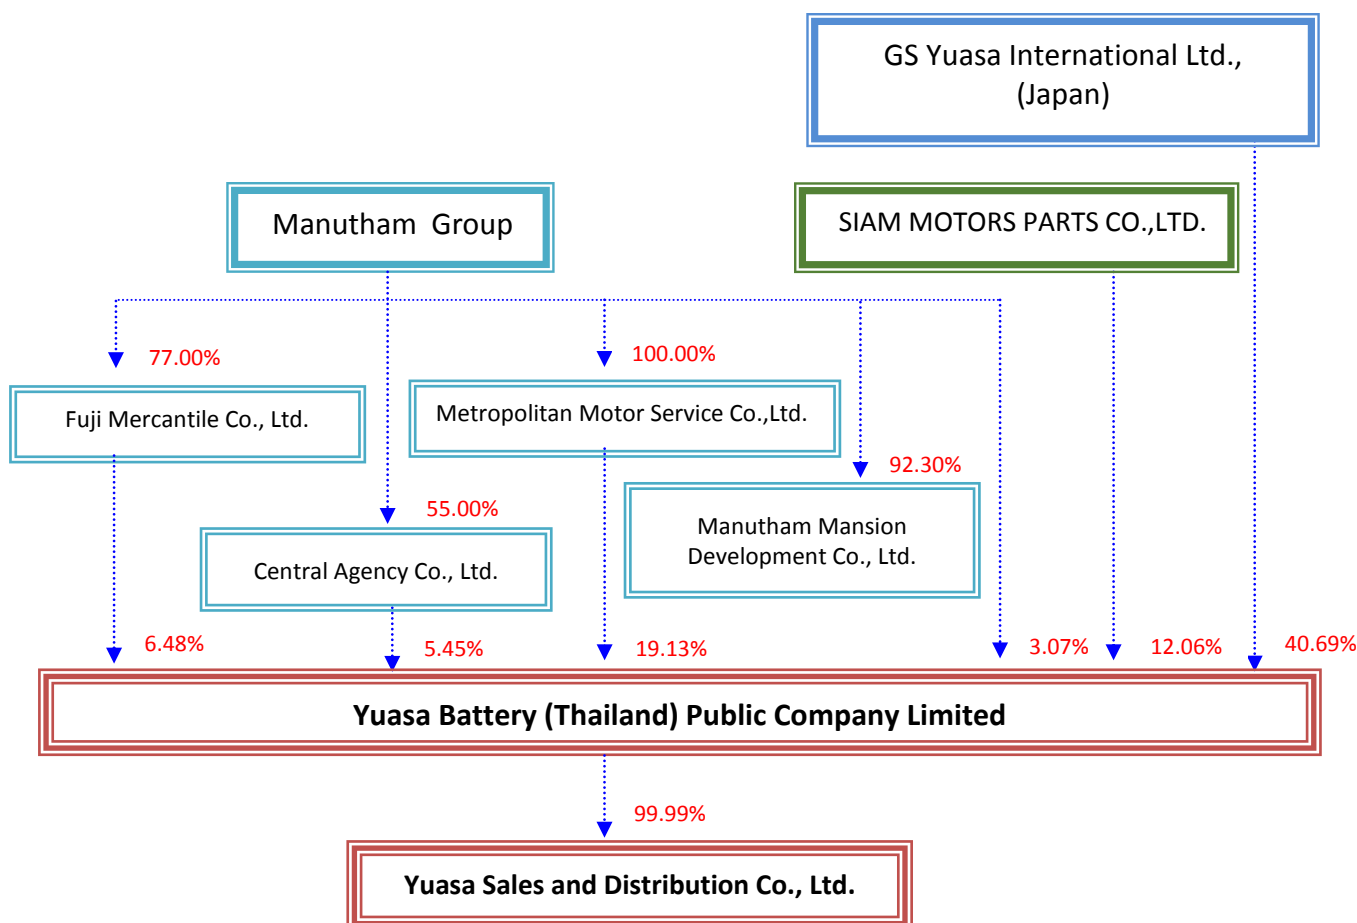 GS Yuasa International Ltd.,
(Japan)
Manutham Group
SIAM MOTORS PARTS CO.,LTD.
77.00%
100.00%
Fuji Mercantile Co., Ltd.
Metropolitan Motor Service Co.,Ltd.
92.30%
55.00%
Manutham Mansion
Development Co., Ltd.
Central Agency Co., Ltd.
6.48%
5.45%
19.13%
3.07%
12.06%
40.69%
Yuasa Battery (Thailand) Public Company Limited
99.99%
Yuasa Sales and Distribution Co., Ltd.